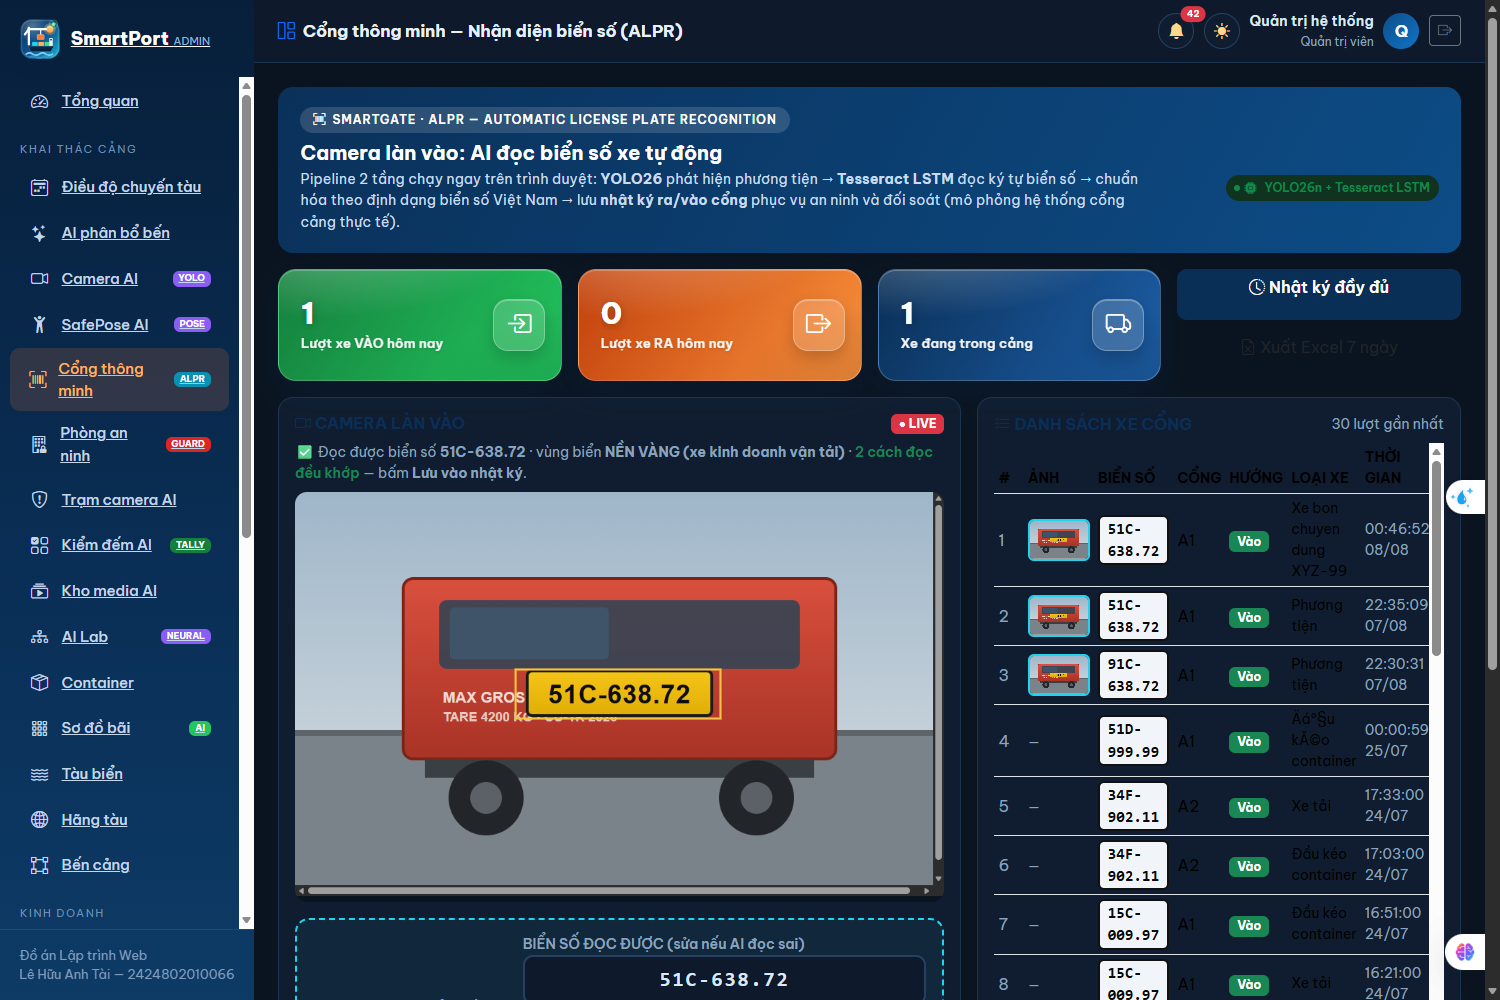 SmartPort ADMIN
Tổng quan
KHAI THÁC CẢNG
Điều độ chuyến tàu
AI phân bổ bến
Camera AI YOLO
SafePose AI POSE
Cổng thông
minh
ALPR
Phòng an
ninh
GUARD
Trạm camera AI
Kiểm đếm AI TALLY
Kho media AI
AI Lab NEURAL
Container
Sơ đồ bãi AI
Tàu biển
Hãng tàu
Bến cảng
KINH DOANH
Đồ án Lập trình Web
Lê Hữu Anh Tài — 2424802010066
Cổng thông minh — Nhận diện biển số (ALPR)
42
Quản trị hệ thống
Quản trị viên
Q
SMARTGATE · ALPR — AUTOMATIC LICENSE PLATE RECOGNITION
Camera làn vào: AI đọc biển số xe tự động
Pipeline 2 tầng chạy ngay trên trình duyệt: YOLO26 phát hiện phương tiện → Tesseract LSTM đọc ký tự biển số → chuẩn
hóa theo định dạng biển số Việt Nam → lưu nhật ký ra/vào cổng phục vụ an ninh và đối soát (mô phỏng hệ thống cổng
cảng thực tế).
YOLO26n + Tesseract LSTM
1
Lượt xe VÀO hôm nay
0
Lượt xe RA hôm nay
1
Xe đang trong cảng
Nhật ký đầy đủ
Xuất Excel 7 ngày
CAMERA LÀN VÀO
LIVE
Đọc được biển số 51C-638.72 · vùng biển NỀN VÀNG (xe kinh doanh vận tải) · 2 cách đọc
đều khớp — bấm Lưu vào nhật ký.
MAX GROS
51C-638.72
TARE 4200
BIỂN SỐ ĐỌC ĐƯỢC (sửa nếu AI đọc sai)
51C-638.72
DANH SÁCH XE CỔNG
30 lượt gần nhất
# ẢNH BIỂN SỐ CỔNG HƯỚNG LOẠI XE THỜI
GIAN
1 51C-
638.72 A1 Vào Xe bon
chuyen
dung
XYZ-99 00:46:52
08/08
2 51C-
638.72 A1 Vào Phương
tiện 22:35:09
07/08
3 91C-
638.72 A1 Vào Phương
tiện 22:30:31
07/08
4 — 51D-
999.99 A1 Vào Äáº§u
kÃ©o
container 00:00:59
25/07
5 — 34F-
902.11 A2 Vào Xe tải 17:33:00
24/07
6 — 34F-
902.11 A2 Vào Đầu kéo
container 17:03:00
24/07
7 — 15C-
009.97 A1 Vào Đầu kéo
container 16:51:00
24/07
8 — 15C-
009.97 A1 Vào Xe tải 16:21:00
24/07